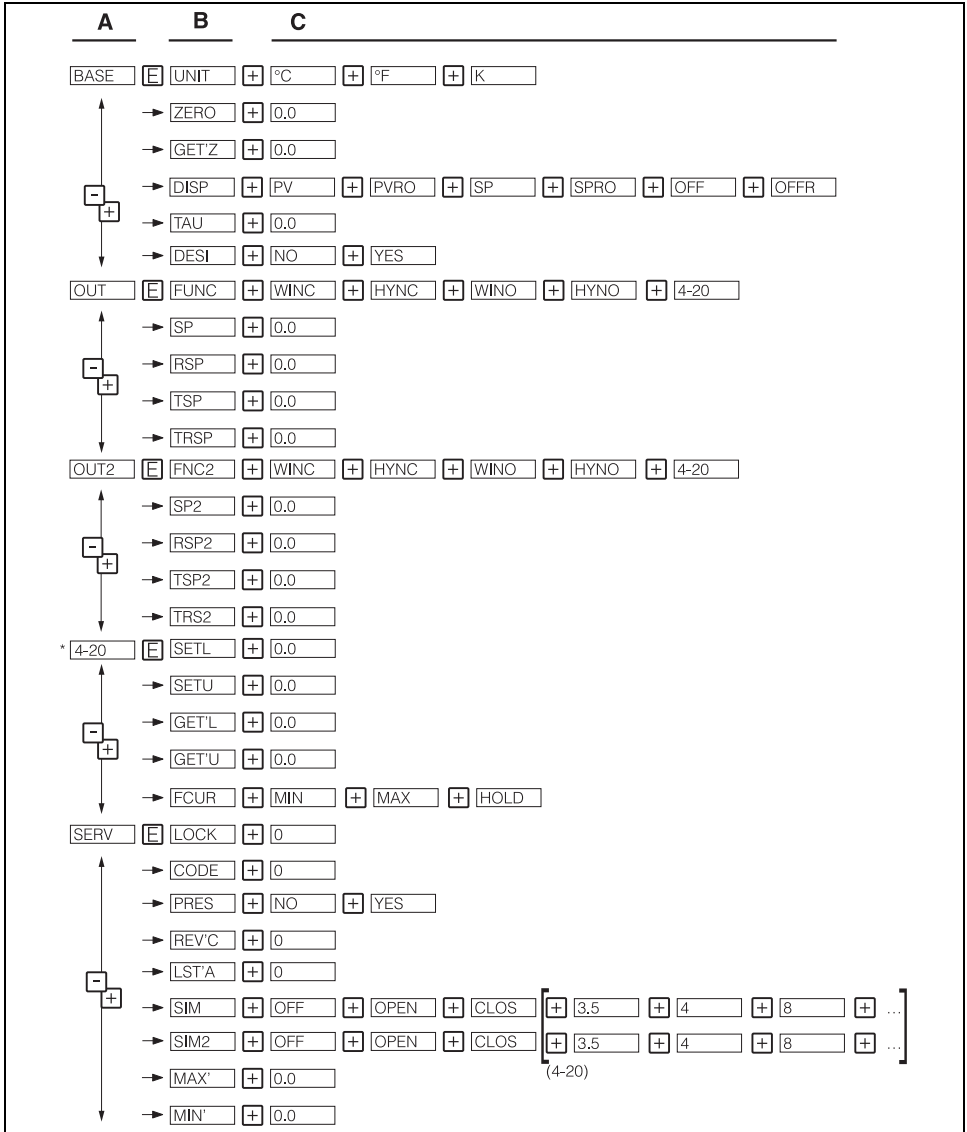 A B C
BASE E UNIT + °C + °F + K
ZERO + 0.0
GET'Z + 0.0
DISP + PV + PVRO + SP + SPRO + OFF + OFFR
-
+
TAU + 0.0
DESI + NO + YES
OUT E FUNC + WINC + HYNC + WINO + HYNO + 4-20
SP + 0.0
RSP + 0.0
-
+
TSP + 0.0
TRSP + 0.0
OUT2 E FNC2 + WINC + HYNC + WINO + HYNO + 4-20
SP2 + 0.0
RSP2 + 0.0
-
+
TSP2 + 0.0
TRS2 + 0.0
* 4-20 E SETL + 0.0
SETU + 0.0
GET'L + 0.0
-
+
GET'U + 0.0
FCUR + MIN + MAX + HOLD
SERV E LOCK + 0
CODE + 0
PRES + NO + YES
REV'C + 0
LST'A + 0
-
+
SIM + OFF + OPEN + CLOS [ + 3.5 + 4 + 8 + ... ]
SIM2 + OFF + OPEN + CLOS [ + 3.5 + 4 + 8 + ... ]
(4-20)
MAX' + 0.0
MIN' + 0.0